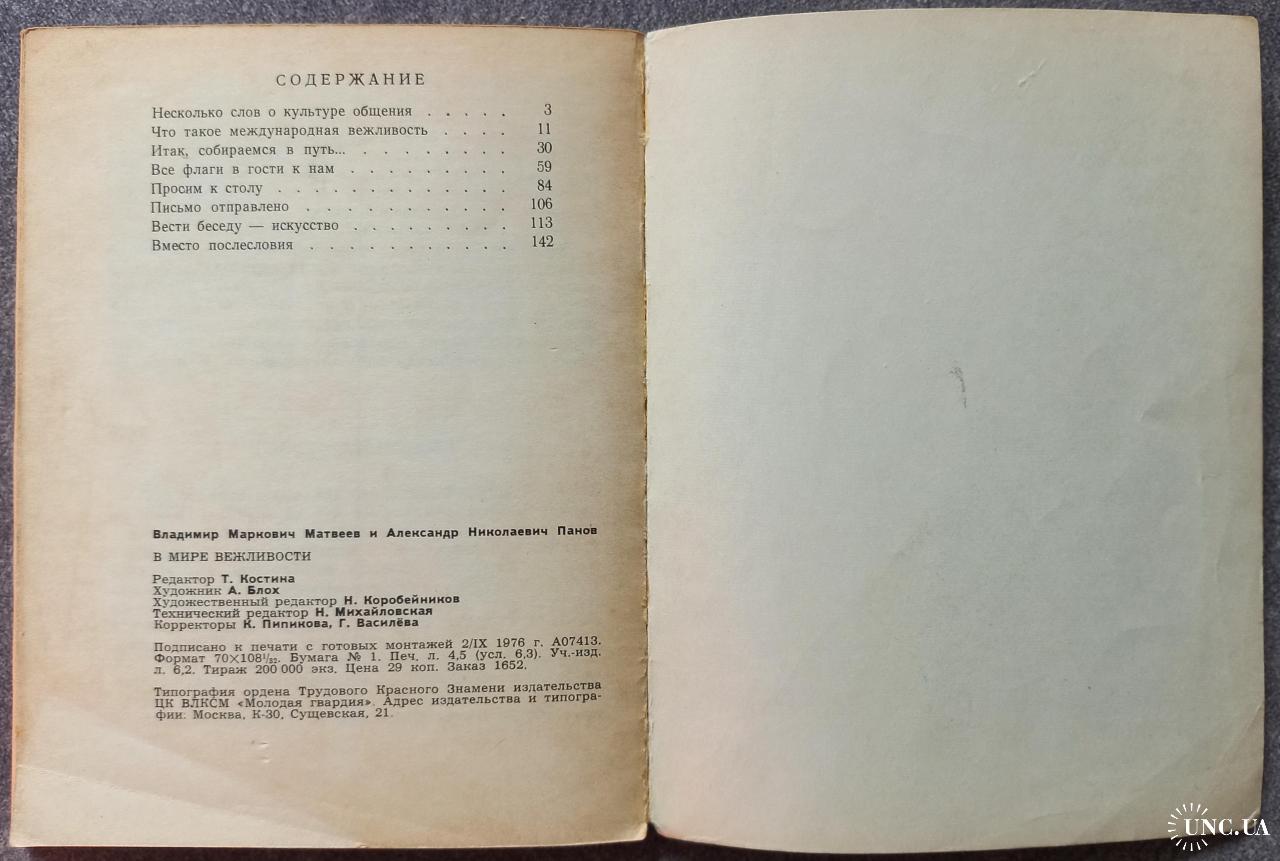 СОДЕРЖАНИЕ
Несколько слов о культуре общения . . . . . 3
Что такое международная вежливость . . . . 11
Итак, собираемся в путь... . . . . . . . . 30
Все флаги в гости к нам . . . . . . . . . 59
Просим к столу . . . . . . . . . . . . . 84
Письмо отправлено . . . . . . . . . . . 106
Вести беседу — искусство . . . . . . . . . 113
Вместо послесловия . . . . . . . . . . . 142
Владимир Маркович Матвеев и Александр Николаевич Панов
В МИРЕ ВЕЖЛИВОСТИ
Редактор Т. Костина
Художник А. Блох
Художественный редактор Н. Коробейников
Технический редактор Н. Михайловская
Корректоры К. Пипикова, Г. Василёва
Подписано к печати с готовых монтажей 2/IX 1976 г. А07413.
Формат 70×108¹/₃₂. Бумага № 1. Печ. л. 4,5 (усл. 6,3). Уч.-изд.
л. 6,2. Тираж 200 000 экз. Цена 29 коп. Заказ 1652.
Типография ордена Трудового Красного Знамени издательства
ЦК ВЛКСМ «Молодая гвардия». Адрес издательства и типогра-
фии: Москва, К-30, Сущевская, 21.
UNC.UA